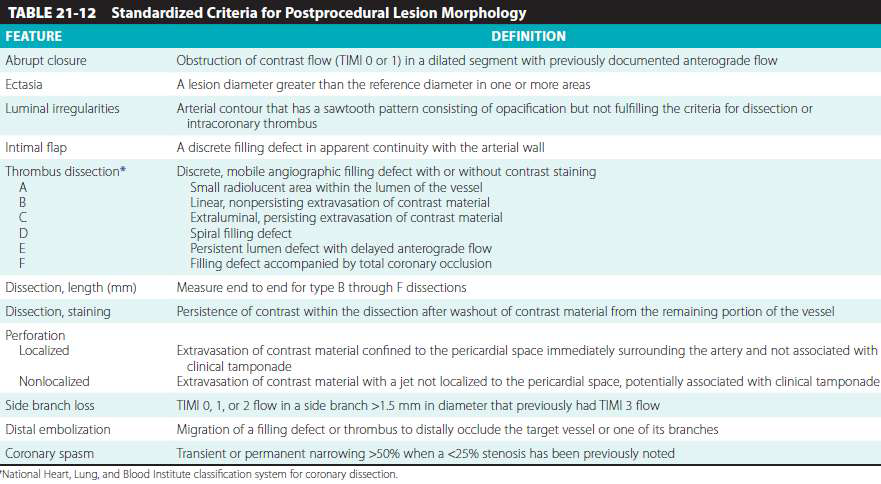 TABLE 21-12 Standardized Criteria for Postprocedural Lesion Morphology
FEATURE DEFINITION
Abrupt closure Obstruction of contrast flow (TIMI 0 or 1) in a dilated segment with previously documented anterograde flow
Ectasia A lesion diameter greater than the reference diameter in one or more areas
Luminal irregularities Arterial contour that has a sawtooth pattern consisting of opacification but not fulfilling the criteria for dissection or
intracoronary thrombus
Intimal flap A discrete filling defect in apparent continuity with the arterial wall
Thrombus dissection* Discrete, mobile angiographic filling defect with or without contrast staining
A Small radiolucent area within the lumen of the vessel
B Linear, nonpersisting extravasation of contrast material
C Extraluminal, persisting extravasation of contrast material
D Spiral filling defect
E Persistent lumen defect with delayed anterograde flow
F Filling defect accompanied by total coronary occlusion
Dissection, length (mm) Measure end to end for type B through F dissections
Dissection, staining Persistence of contrast within the dissection after washout of contrast material from the remaining portion of the vessel
Perforation
Localized Extravasation of contrast material confined to the pericardial space immediately surrounding the artery and not associated with
clinical tamponade
Nonlocalized Extravasation of contrast material with a jet not localized to the pericardial space, potentially associated with clinical tamponade
Side branch loss TIMI 0, 1, or 2 flow in a side branch >1.5 mm in diameter that previously had TIMI 3 flow
Distal embolization Migration of a filling defect or thrombus to distally occlude the target vessel or one of its branches
Coronary spasm Transient or permanent narrowing >50% when a <25% stenosis has been previously noted
*National Heart, Lung, and Blood Institute classification system for coronary dissection.